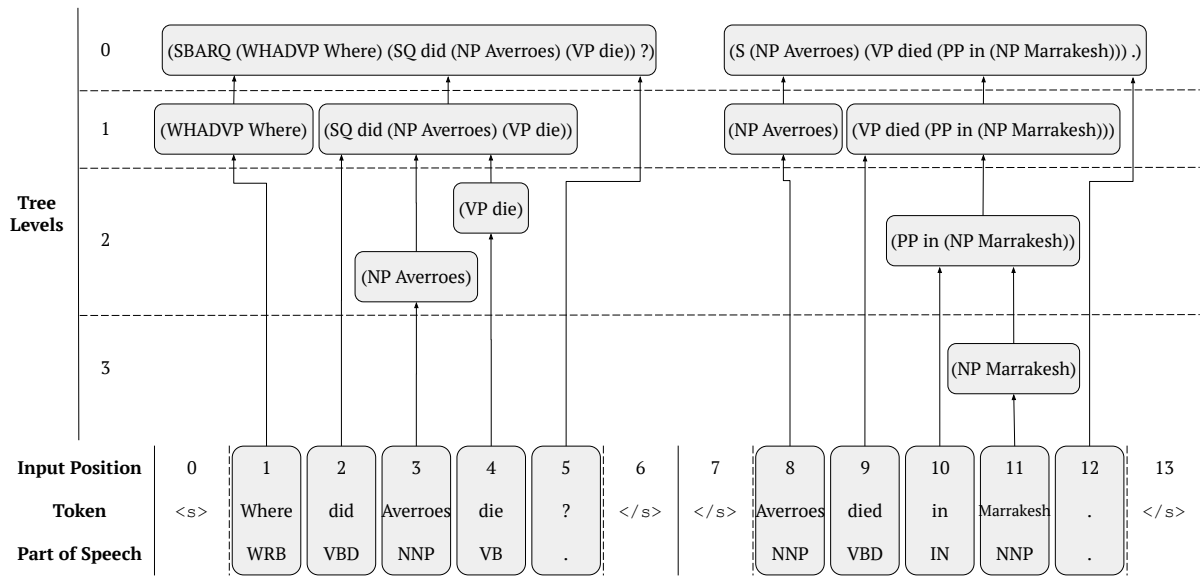 0 (SBARQ (WHADVP Where) (SQ did (NP Averroes) (VP die)) ?) (S (NP Averroes) (VP died (PP in (NP Marrakesh))) .)
1 (WHADVP Where) (SQ did (NP Averroes) (VP die)) (NP Averroes) (VP died (PP in (NP Marrakesh)))
Tree
Levels
(VP die)
2 (PP in (NP Marrakesh))
(NP Averroes)
3 (NP Marrakesh)
Input Position 0 1 2 3 4 5 6 7 8 9 10 11 12 13
Token <s> Where did Averroes die ? </s> </s> Averroes died in Marrakesh . </s>
Part of Speech WRB VBD NNP VB . NNP VBD IN NNP .